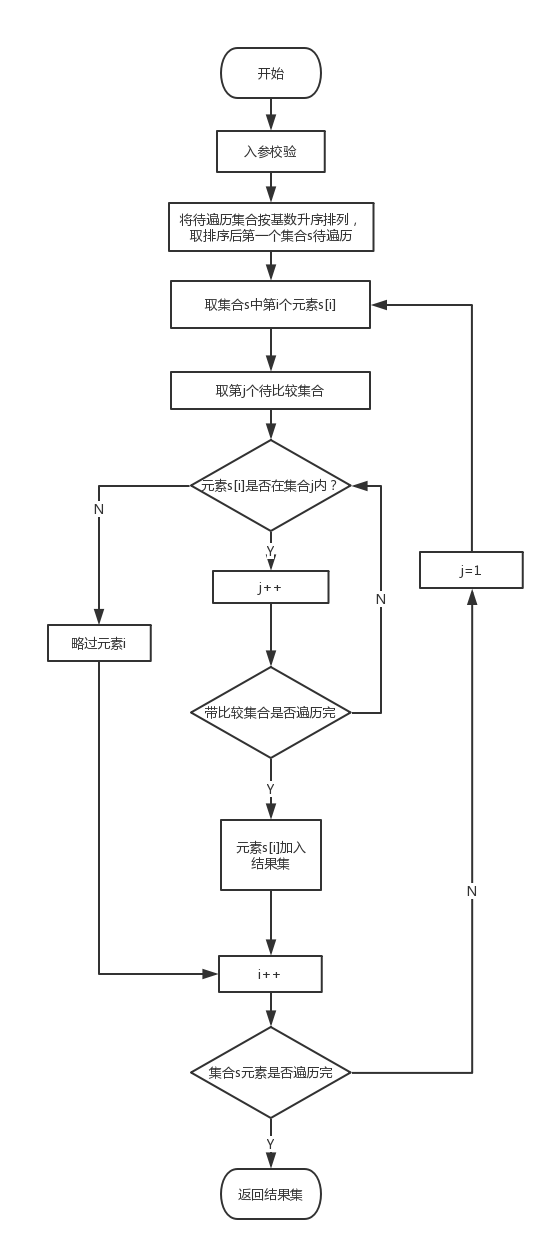 开始
入参校验
将待遍历集合按基数升序排列，
取排序后第一个集合s待遍历
取集合s中第i个元素s[i]
取第j个待比较集合
元素s[i]是否在集合j内？
N
Y
j++
j=1
N
略过元素i
带比较集合是否遍历完
Y
元素s[i]加入
结果集
N
i++
集合s元素是否遍历完
Y
返回结果集